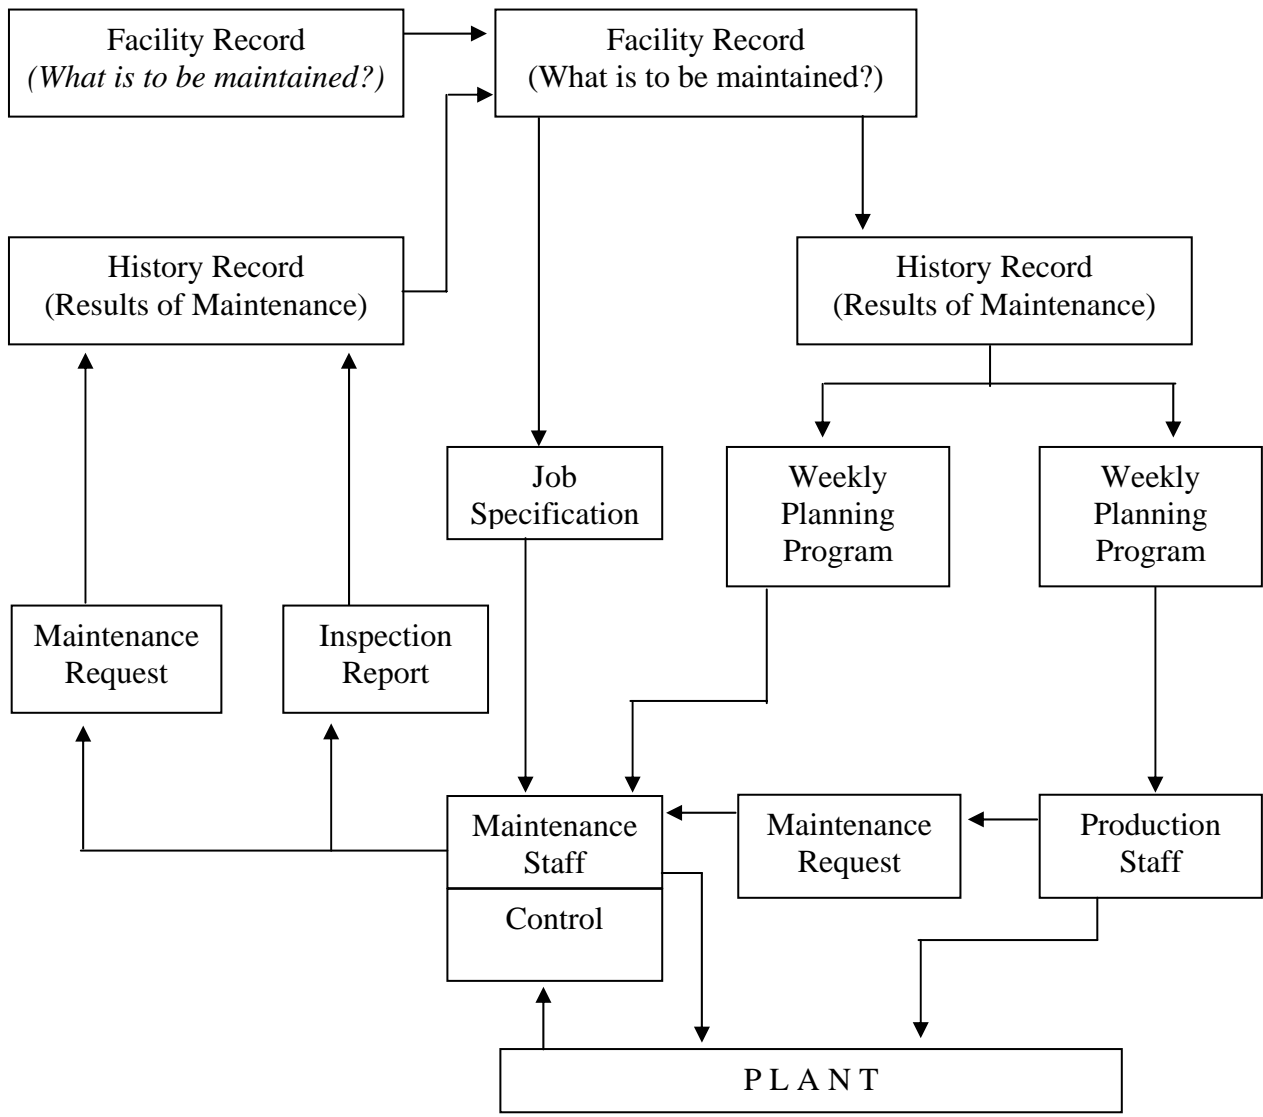 Facility Record
(What is to be maintained?)
Facility Record
(What is to be maintained?)
History Record
(Results of Maintenance)
History Record
(Results of Maintenance)
Job
Specification
Weekly
Planning
Program
Weekly
Planning
Program
Maintenance
Request
Inspection
Report
Maintenance
Staff
Control
Maintenance
Request
Production
Staff
P L A N T